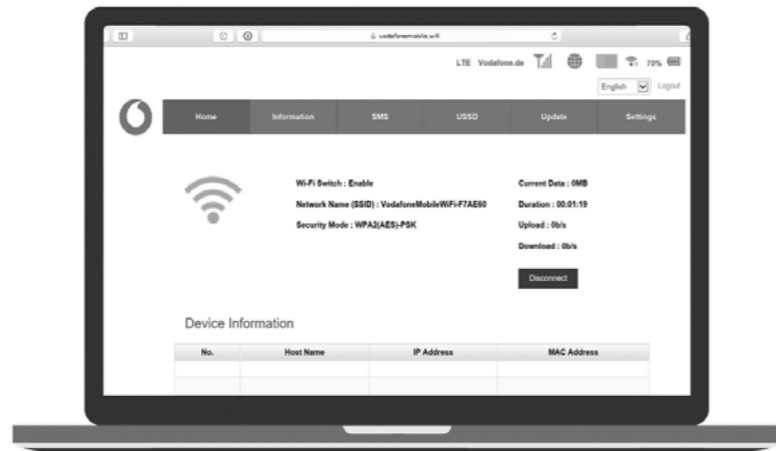 vodafonemobile.wifi
LTE Vodafone.de 70%
English Logout
Home Information SMS USSD Update Settings
Wi-Fi Switch : Enable
Current Data : 0MB
Network Name (SSID) : VodafoneMobileWiFi-F7AE60
Duration : 00:01:19
Security Mode : WPA2(AES)-PSK
Upload : 0b/s
Download : 0b/s
Disconnect
Device Information
No. Host Name IP Address MAC Address